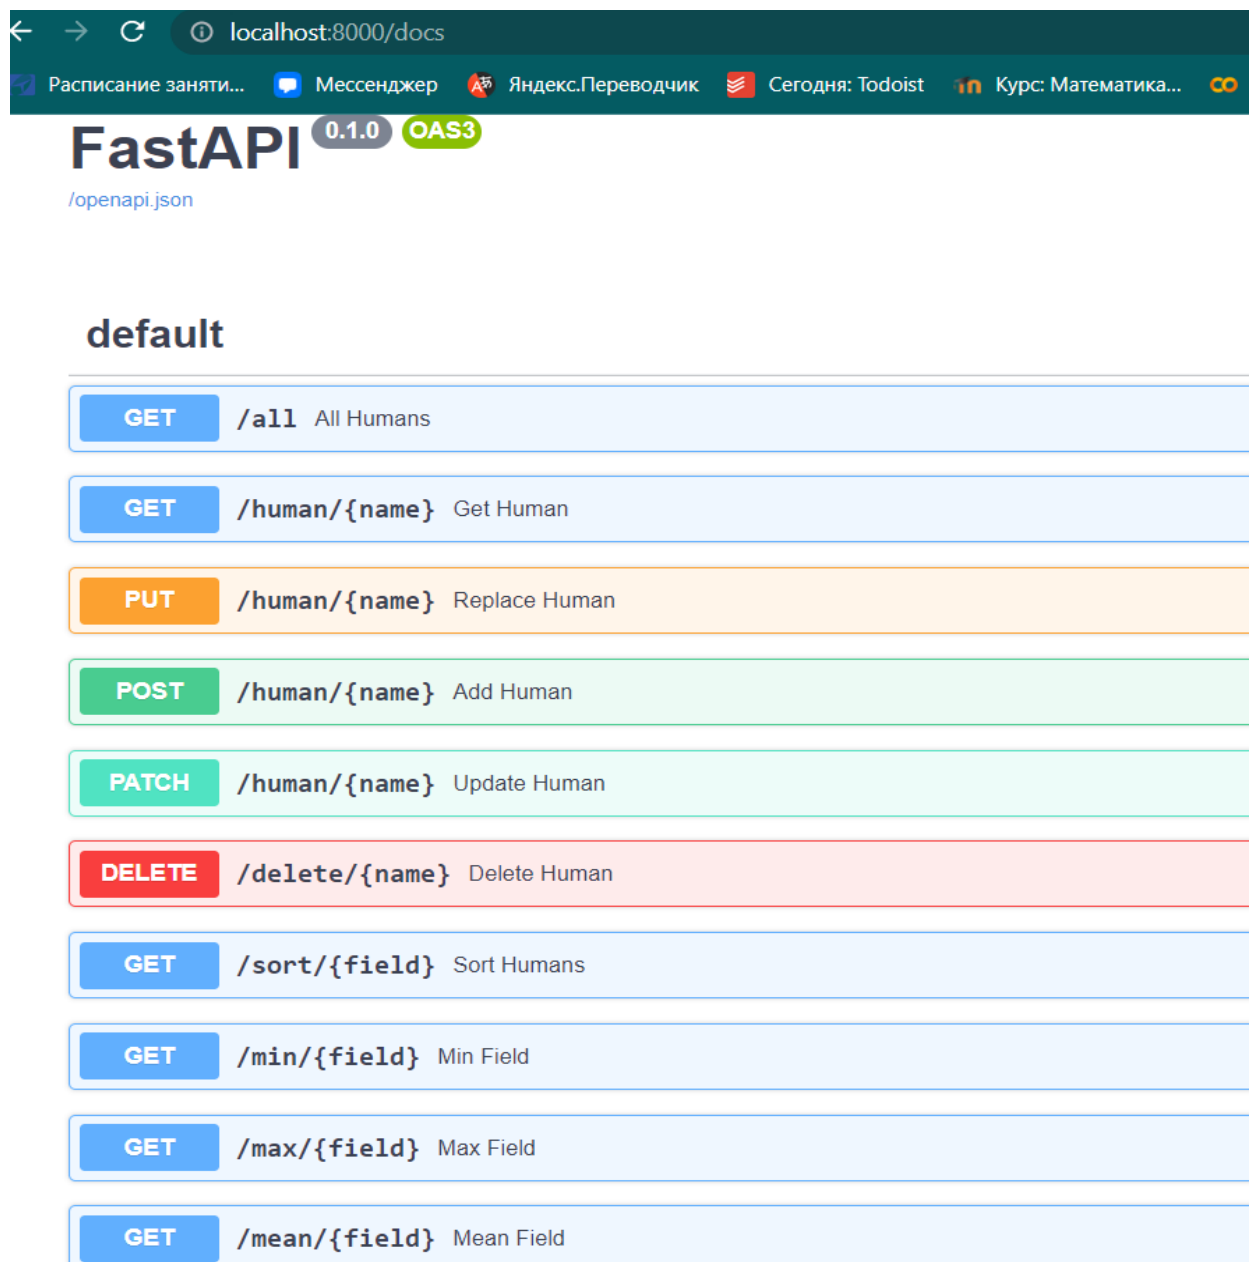 localhost:8000/docs
Расписание заняти... Мессенджер Яндекс.Переводчик Сегодня: Todoist Курс: Математика...
FastAPI 0.1.0 OAS3
/openapi.json
default
GET /all All Humans
GET /human/{name} Get Human
PUT /human/{name} Replace Human
POST /human/{name} Add Human
PATCH /human/{name} Update Human
DELETE /delete/{name} Delete Human
GET /sort/{field} Sort Humans
GET /min/{field} Min Field
GET /max/{field} Max Field
GET /mean/{field} Mean Field